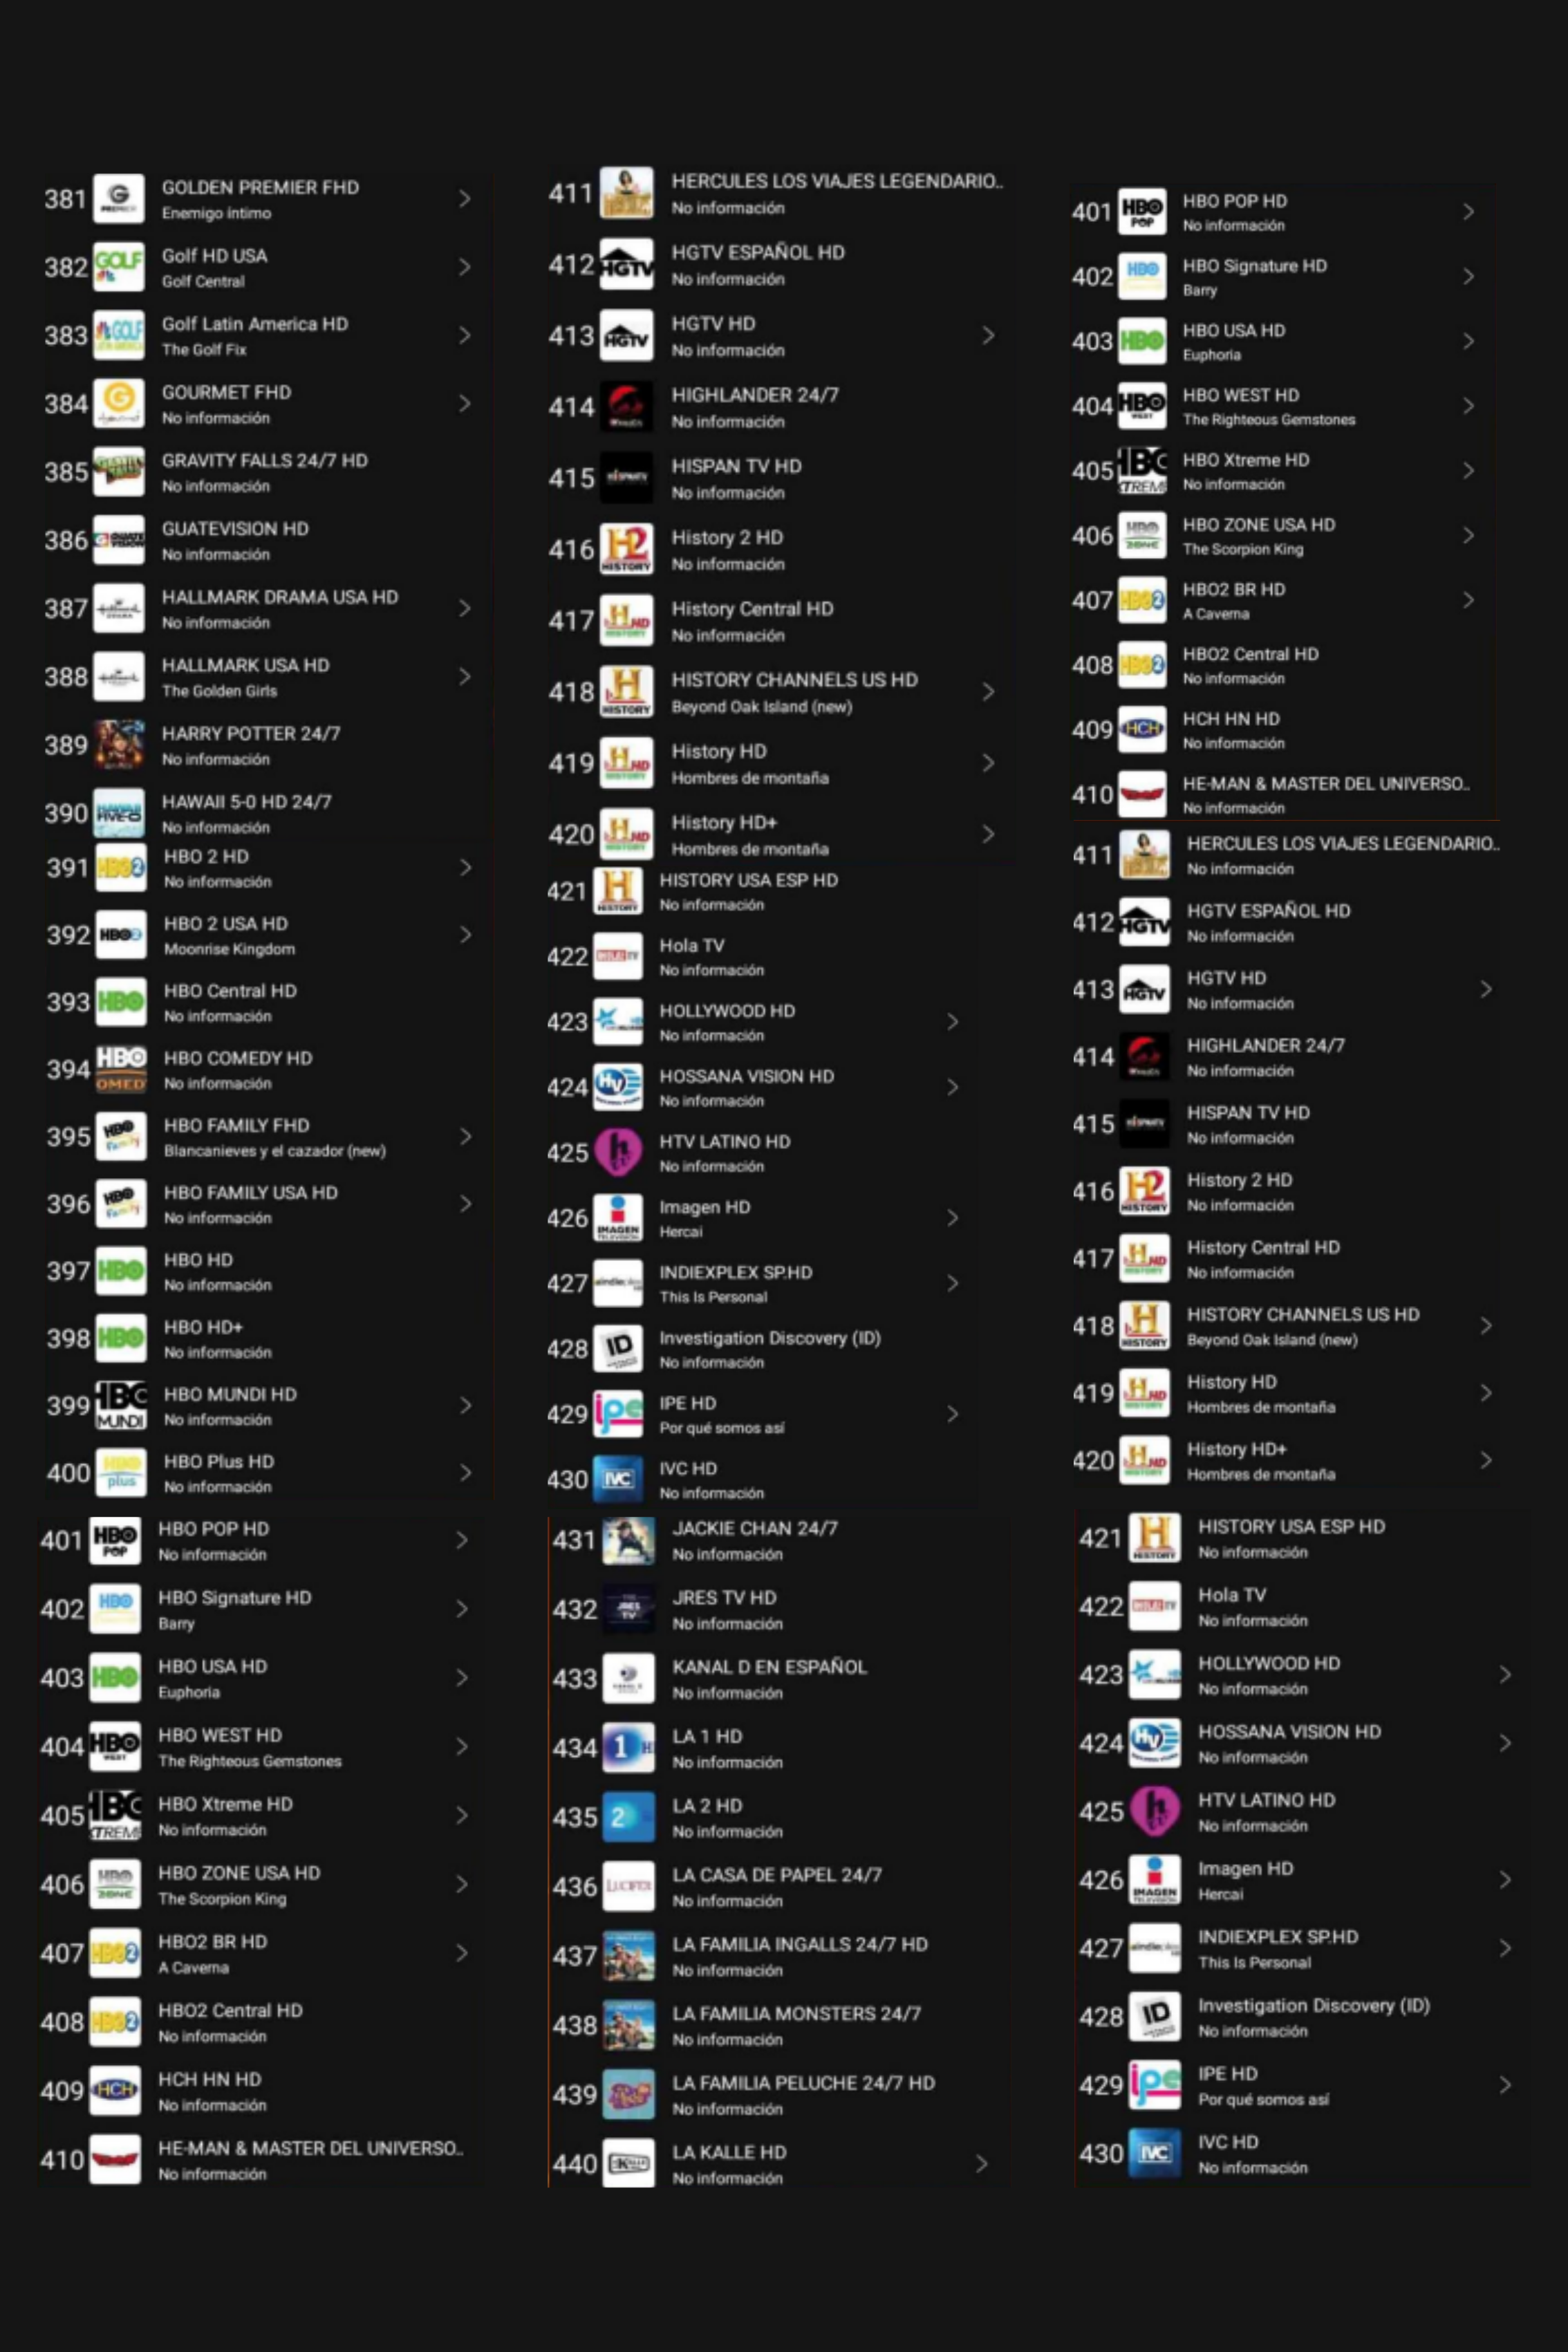 381 GOLDEN PREMIER FHD
Enemigo íntimo
382 Golf HD USA
Golf Central
383 Golf Latin America HD
The Golf Fix
384 GOURMET FHD
No información
385 GRAVITY FALLS 24/7 HD
No información
386 GUATEVISION HD
No información
387 HALLMARK DRAMA USA HD
No información
388 HALLMARK USA HD
The Golden Girls
389 HARRY POTTER 24/7
No información
390 HAWAII 5-0 HD 24/7
No información
391 HBO 2 HD
No información
392 HBO 2 USA HD
Moonrise Kingdom
393 HBO Central HD
No información
394 HBO COMEDY HD
No información
395 HBO FAMILY FHD
Blancanieves y el cazador (new)
396 HBO FAMILY USA HD
No información
397 HBO HD
No información
398 HBO HD+
No información
399 HBO MUNDI HD
No información
400 HBO Plus HD
No información
401 HBO POP HD
No información
402 HBO Signature HD
Barry
403 HBO USA HD
Euphoria
404 HBO WEST HD
The Righteous Gemstones
405 HBO Xtreme HD
No información
406 HBO ZONE USA HD
The Scorpion King
407 HBO2 BR HD
A Caverna
408 HBO2 Central HD
No información
409 HCH HN HD
No información
410 HE-MAN & MASTER DEL UNIVERSO..
No información
411 HERCULES LOS VIAJES LEGENDARIO..
No información
412 HGTV ESPAÑOL HD
No información
413 HGTV HD
No información
414 HIGHLANDER 24/7
No información
415 HISPAN TV HD
No información
416 History 2 HD
No información
417 History Central HD
No información
418 HISTORY CHANNELS US HD
Beyond Oak Island (new)
419 History HD
Hombres de montaña
420 History HD+
Hombres de montaña
421 HISTORY USA ESP HD
No información
422 Hola TV
No información
423 HOLLYWOOD HD
No información
424 HOSSANA VISION HD
No información
425 HTV LATINO HD
No información
426 Imagen HD
Hercai
427 INDIEXPLEX SP.HD
This Is Personal
428 Investigation Discovery (ID)
No información
429 IPE HD
Por qué somos así
430 IVC HD
No información
431 JACKIE CHAN 24/7
No información
432 JRES TV HD
No información
433 KANAL D EN ESPAÑOL
No información
434 LA 1 HD
No información
435 LA 2 HD
No información
436 LA CASA DE PAPEL 24/7
No información
437 LA FAMILIA INGALLS 24/7 HD
No información
438 LA FAMILIA MONSTERS 24/7
No información
439 LA FAMILIA PELUCHE 24/7 HD
No información
440 LA KALLE HD
No información
401 HBO POP HD
No información
402 HBO Signature HD
Barry
403 HBO USA HD
Euphoria
404 HBO WEST HD
The Righteous Gemstones
405 HBO Xtreme HD
No información
406 HBO ZONE USA HD
The Scorpion King
407 HBO2 BR HD
A Caverna
408 HBO2 Central HD
No información
409 HCH HN HD
No información
410 HE-MAN & MASTER DEL UNIVERSO..
No información
411 HERCULES LOS VIAJES LEGENDARIO..
No información
412 HGTV ESPAÑOL HD
No información
413 HGTV HD
No información
414 HIGHLANDER 24/7
No información
415 HISPAN TV HD
No información
416 History 2 HD
No información
417 History Central HD
No información
418 HISTORY CHANNELS US HD
Beyond Oak Island (new)
419 History HD
Hombres de montaña
420 History HD+
Hombres de montaña
421 HISTORY USA ESP HD
No información
422 Hola TV
No información
423 HOLLYWOOD HD
No información
424 HOSSANA VISION HD
No información
425 HTV LATINO HD
No información
426 Imagen HD
Hercai
427 INDIEXPLEX SP.HD
This Is Personal
428 Investigation Discovery (ID)
No información
429 IPE HD
Por qué somos así
430 IVC HD
No información